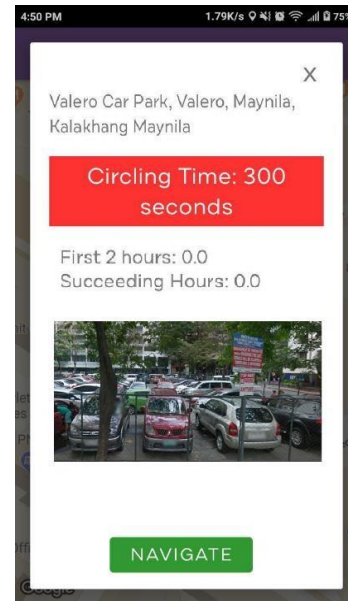 4:50 PM
1.79K/s
75%
X
Valero Car Park, Valero, Maynila,
Kalakhang Maynila
Circling Time: 300
seconds
First 2 hours: 0.0
Succeeding Hours: 0.0
NAVIGATE
Google